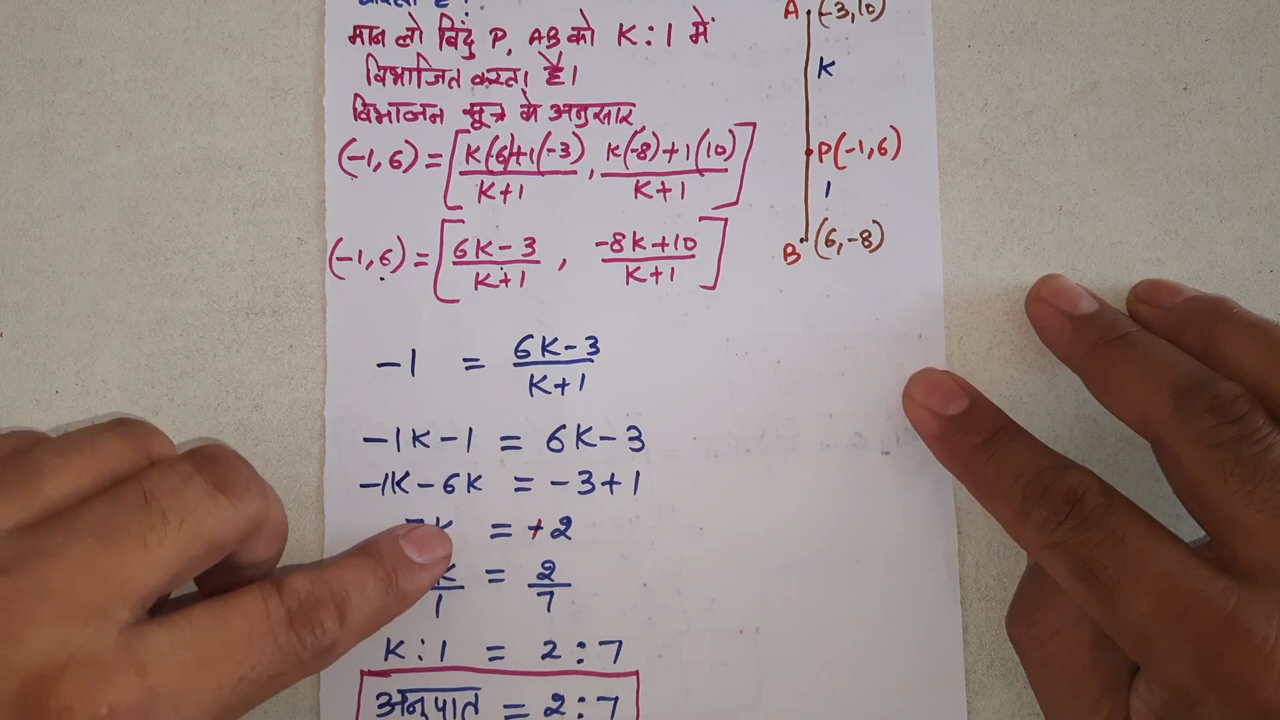 मान लो बिंदु P, AB को K : 1 में
विभाजित करता है।
विभाजन सूत्र के अनुसार
(-1, 6) = [K(6)+1(-3)/K+1 , K(-8)+1(10)/K+1]
(-1, 6) = [6K-3/K+1 , -8K+10/K+1]
-1 = 6K-3/K+1
-1K-1 = 6K-3
-1K-6K = -3+1
= +2
K/1 = 2/7
K : 1 = 2 : 7
अनुपात = 2 : 7
A (-3,10)
K
P(-1,6)
1
B (6,-8)